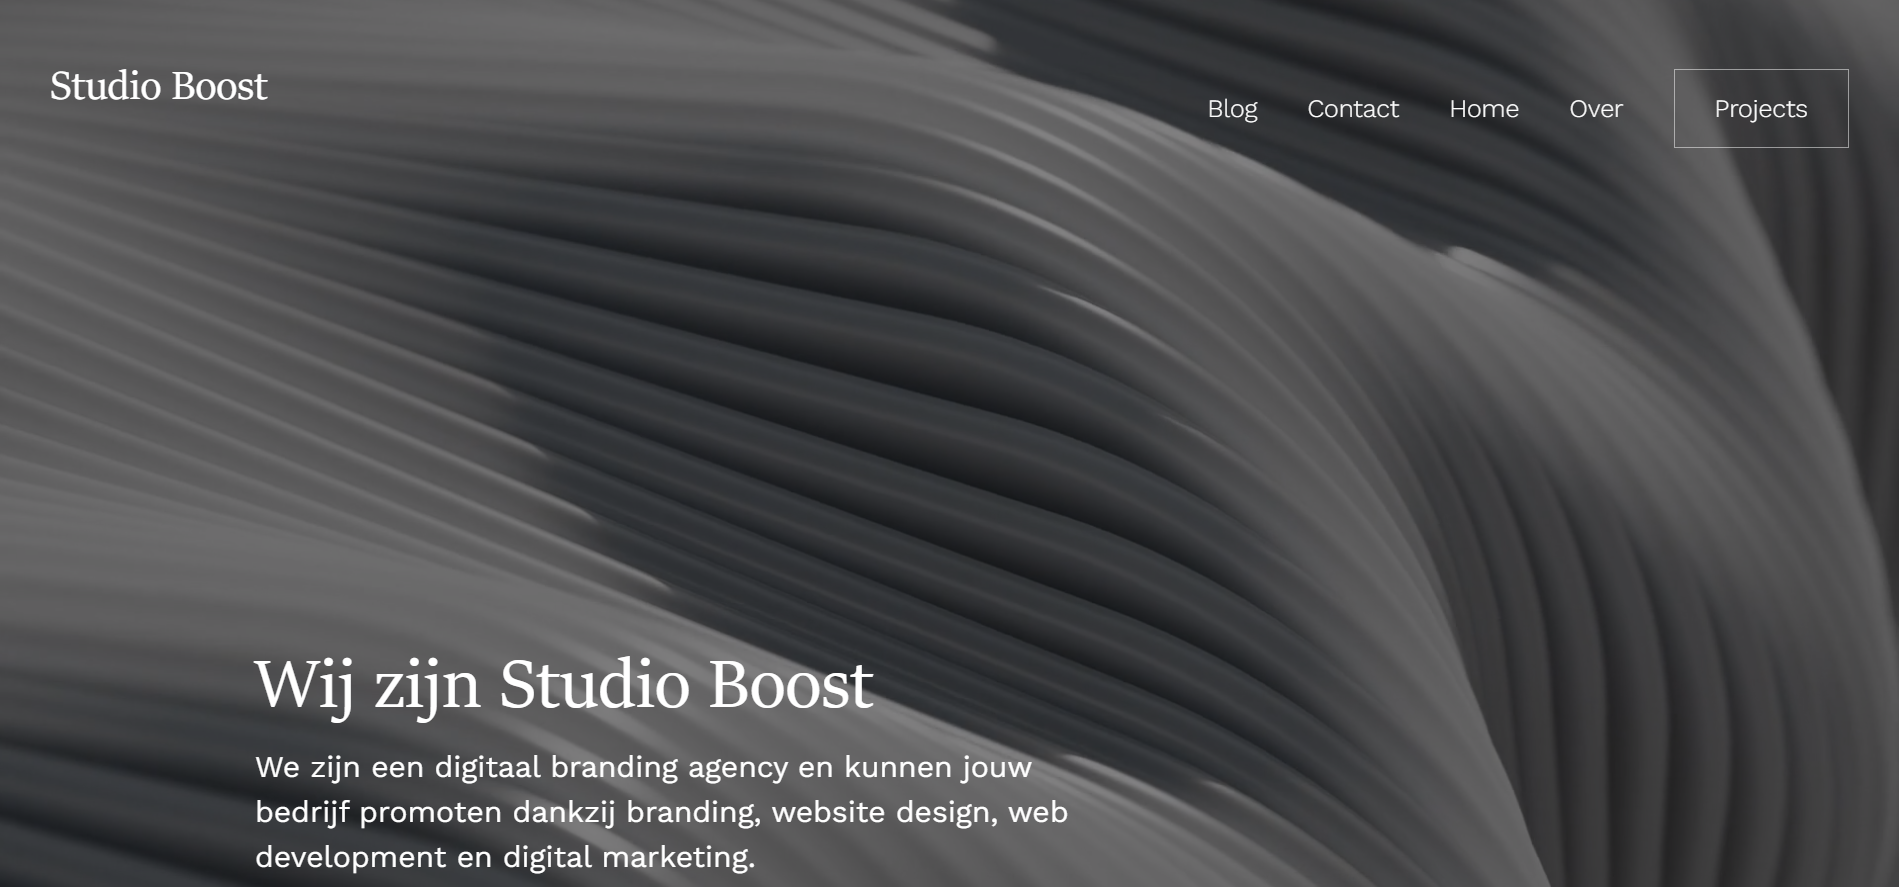 Studio Boost
Blog Contact Home Over Projects
Wij zijn Studio Boost
We zijn een digitaal branding agency en kunnen jouw
bedrijf promoten dankzij branding, website design, web
development en digital marketing.